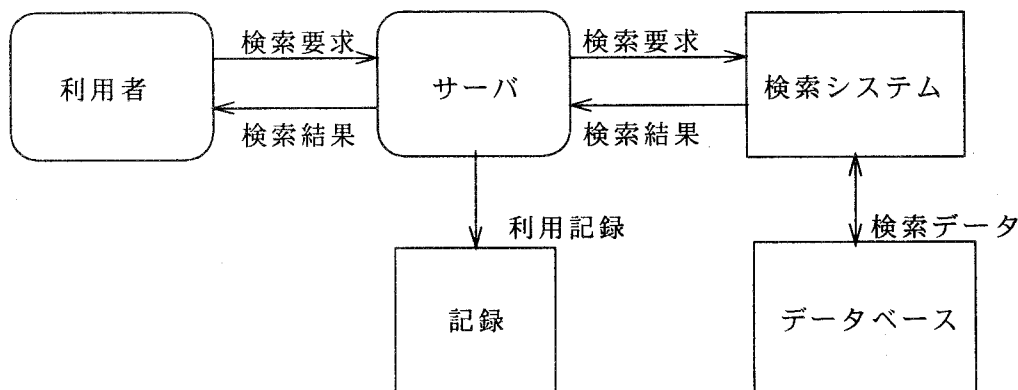 検索要求
検索要求
利用者
サーバ
検索システム
検索結果
検索結果
利用記録
検索データ
記録
データベース